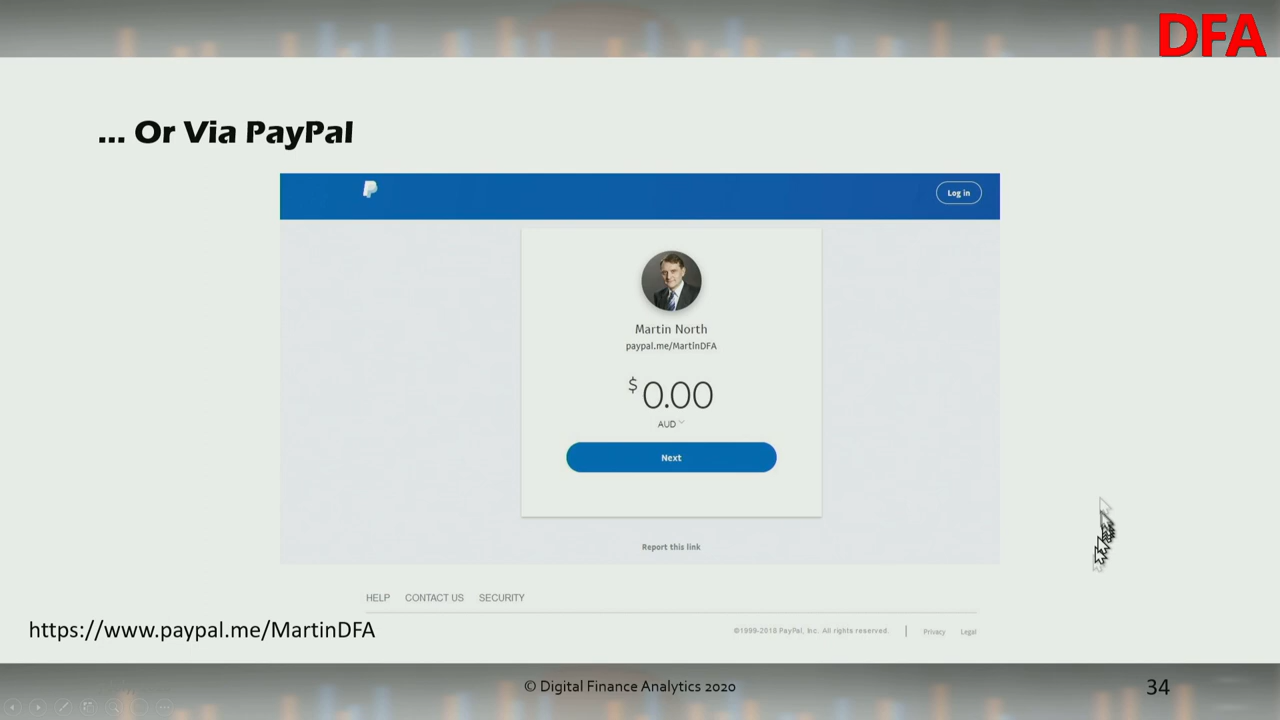 DFA
... Or Via PayPal
Log in
Martin North
paypal.me/MartinDFA
$0.00
AUD
Next
Report this link
HELP CONTACT US SECURITY
https://www.paypal.me/MartinDFA
©1999-2018 PayPal, Inc. All rights reserved. | Privacy Legal
© Digital Finance Analytics 2020
34